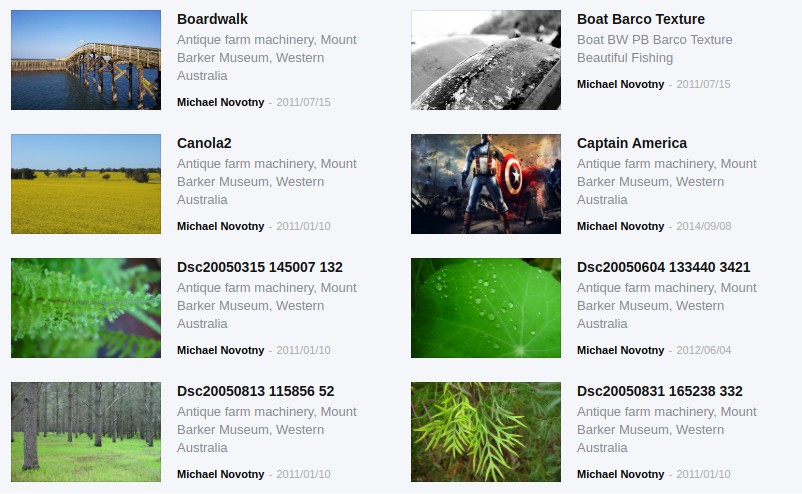 Boardwalk
Antique farm machinery, Mount
Barker Museum, Western
Australia
Michael Novotny - 2011/07/15
Boat Barco Texture
Boat BW PB Barco Texture
Beautiful Fishing
Michael Novotny - 2011/07/15
Canola2
Antique farm machinery, Mount
Barker Museum, Western
Australia
Michael Novotny - 2011/01/10
Captain America
Antique farm machinery, Mount
Barker Museum, Western
Australia
Michael Novotny - 2014/09/08
Dsc20050315 145007 132
Antique farm machinery, Mount
Barker Museum, Western
Australia
Michael Novotny - 2011/01/10
Dsc20050604 133440 3421
Antique farm machinery, Mount
Barker Museum, Western
Australia
Michael Novotny - 2012/06/04
Dsc20050813 115856 52
Antique farm machinery, Mount
Barker Museum, Western
Australia
Michael Novotny - 2011/01/10
Dsc20050831 165238 332
Antique farm machinery, Mount
Barker Museum, Western
Australia
Michael Novotny - 2011/01/10